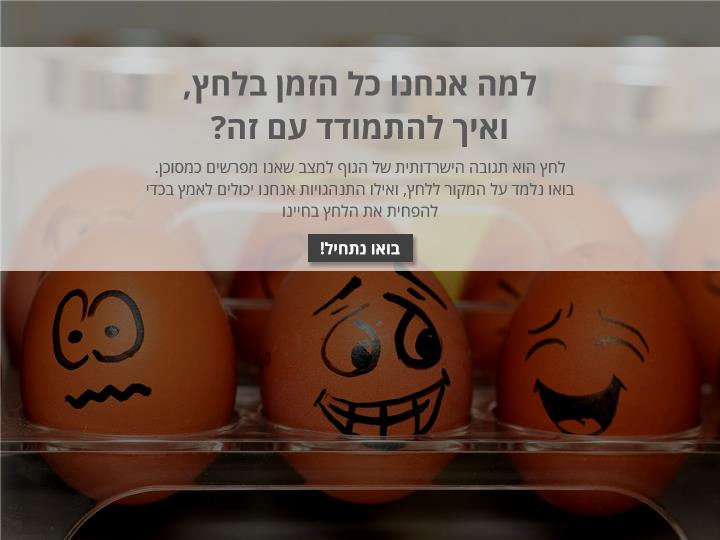 למה אנחנו כל הזמן בלחץ,
ואיך להתמודד עם זה?
לחץ הוא תגובה הישרדותית של הגוף למצב שאנו מפרשים כמסוכן.
בואו נלמד על המקור ללחץ, ואילו התנהגויות אנחנו יכולים לאמץ בכדי
להפחית את הלחץ בחיינו
בואו נתחיל!